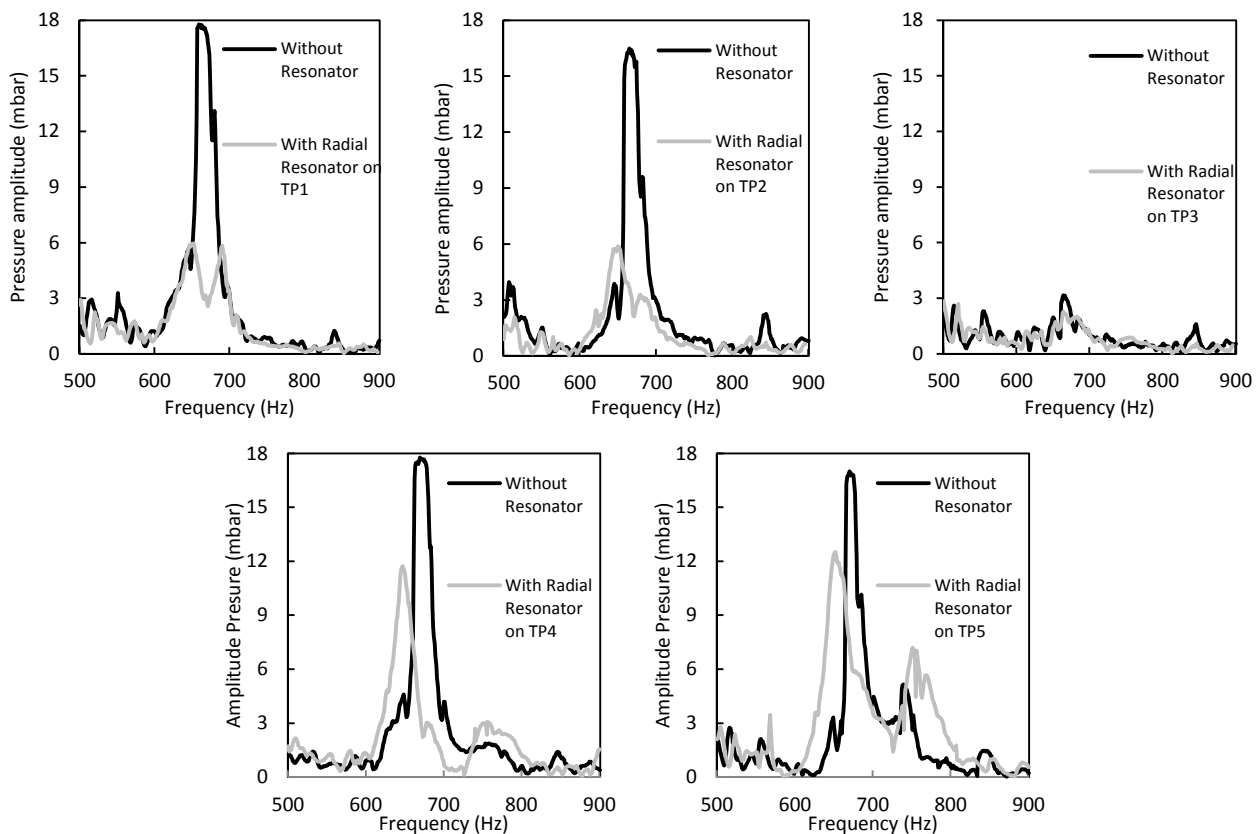 18
15
12
9
6
3
0
500 600 700 800 900
Pressure amplitude (mbar)
Frequency (Hz)
Without
Resonator
With Radial
Resonator on
TP1
18
15
12
9
6
3
0
500 600 700 800 900
Pressure amplitude (mbar)
Frequency (Hz)
Without
Resonator
With Radial
Resonator
on TP2
18
15
12
9
6
3
0
500 600 700 800 900
Pressure amplitude (mbar)
Frequency (Hz)
Without
Resonator
With Radial
Resonator
on TP3
18
15
12
9
6
3
0
500 600 700 800 900
Amplitude Presure (mbar)
Frequency (Hz)
Without
Resonator
With Radial
Resonator
on TP4
18
15
12
9
6
3
0
500 600 700 800 900
Amplitude Presure (mbar)
Frequency (Hz)
Without
Resonator
With Radial
Resonator
on TP5